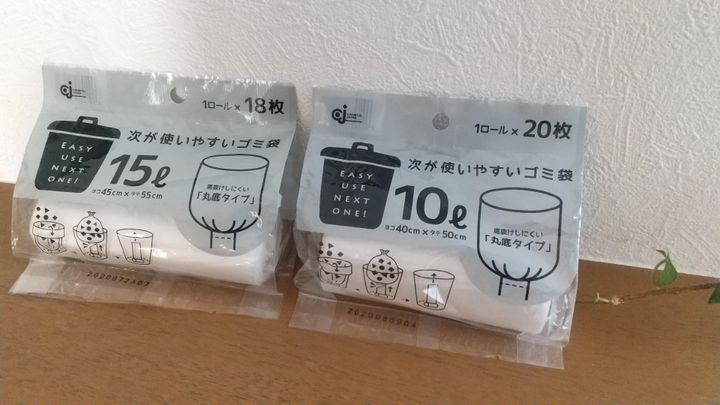 1ロール×18枚
EASY
USE
NEXT
ONE!
次が使いやすいゴミ袋
15ℓ
ヨコ45cm×タテ55cm
底抜けしにくい
「丸底タイプ」
1ロール×20枚
EASY
USE
NEXT
ONE!
次が使いやすいゴミ袋
10ℓ
ヨコ40cm×タテ50cm
底抜けしにくい
「丸底タイプ」